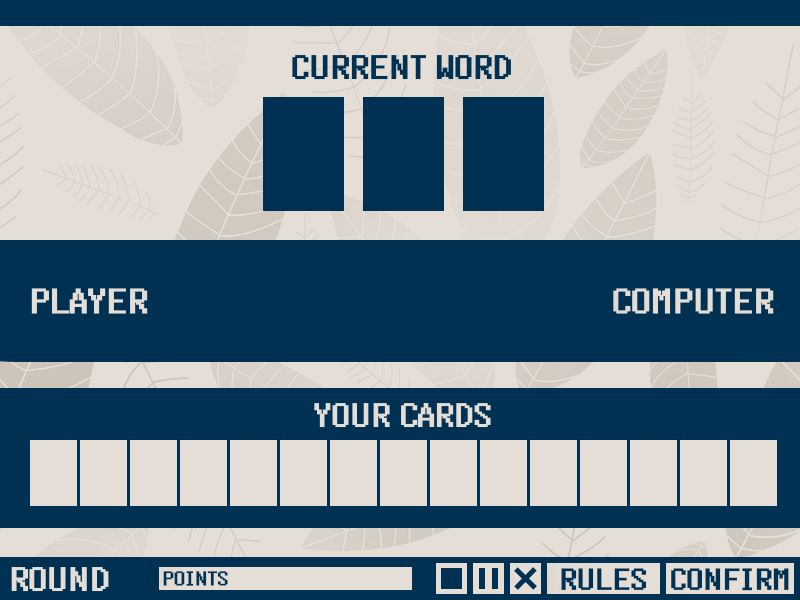 CURRENT WORD
PLAYER
COMPUTER
YOUR CARDS
ROUND
POINTS
RULES
CONFIRM